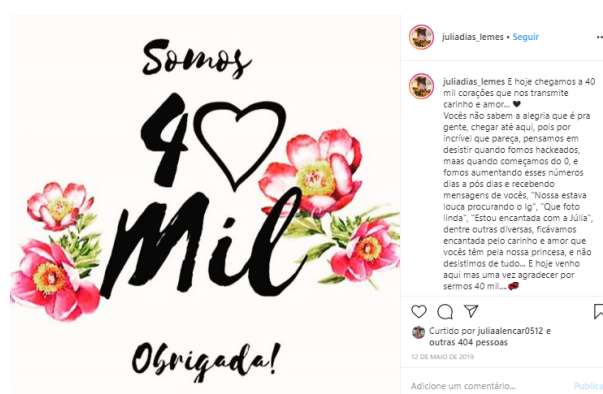 Somos
40
Mil
Obrigada!
juliadias_lemes • Seguir
juliadias_lemes E hoje chegamos a 40
mil corações que nos transmite
carinho e amor... 🖤
Vocês não sabem a alegria que é pra
gente, chegar até aqui, pois por
incrível que pareça, pensamos em
desistir quando fomos hackeados,
maas quando começamos do 0, e
fomos aumentando esses números
dias a pós dias e recebendo
mensagens de vocês, "Nossa estava
louca procurando o Ig", "Que foto
linda", "Estou encantada com a Júlia",
dentre outras diversas, ficávamos
encantada pelo carinho e amor que
vocês têm pela nossa princesa, e não
desistimos de tudo... E hoje venho
aqui mas uma vez agradecer por
sermos 40 mil....💕
Curtido por juliaalencar0512 e
outras 404 pessoas
12 DE MAIO DE 2019
Adicione um comentário...
Publica